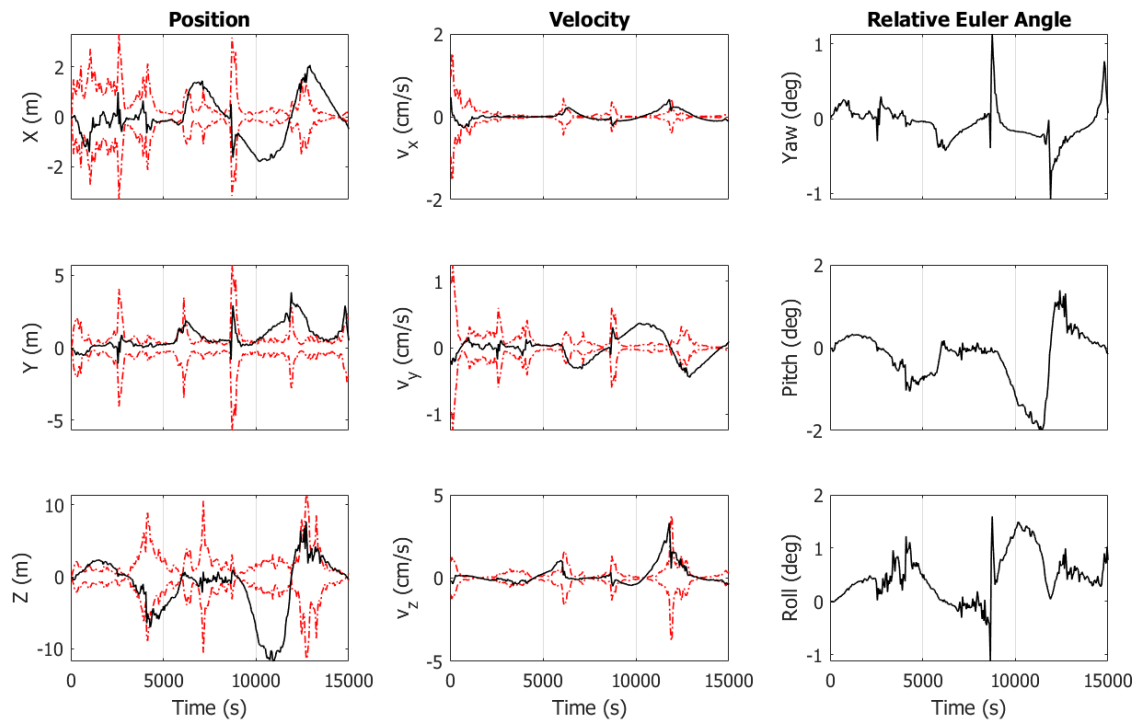 Position
Velocity
Relative Euler Angle
X (m)
2
0
-2
v_x (cm/s)
2
0
-2
0
5000
10000
15000
Yaw (deg)
1
0
-1
Y (m)
5
0
-5
v_y (cm/s)
1
0
-1
Pitch (deg)
2
0
-2
Z (m)
10
0
-10
0
5000
10000
15000
Time (s)
v_z (cm/s)
5
0
-5
0
5000
10000
15000
Time (s)
Roll (deg)
2
1
0
-1
0
5000
10000
15000
Time (s)